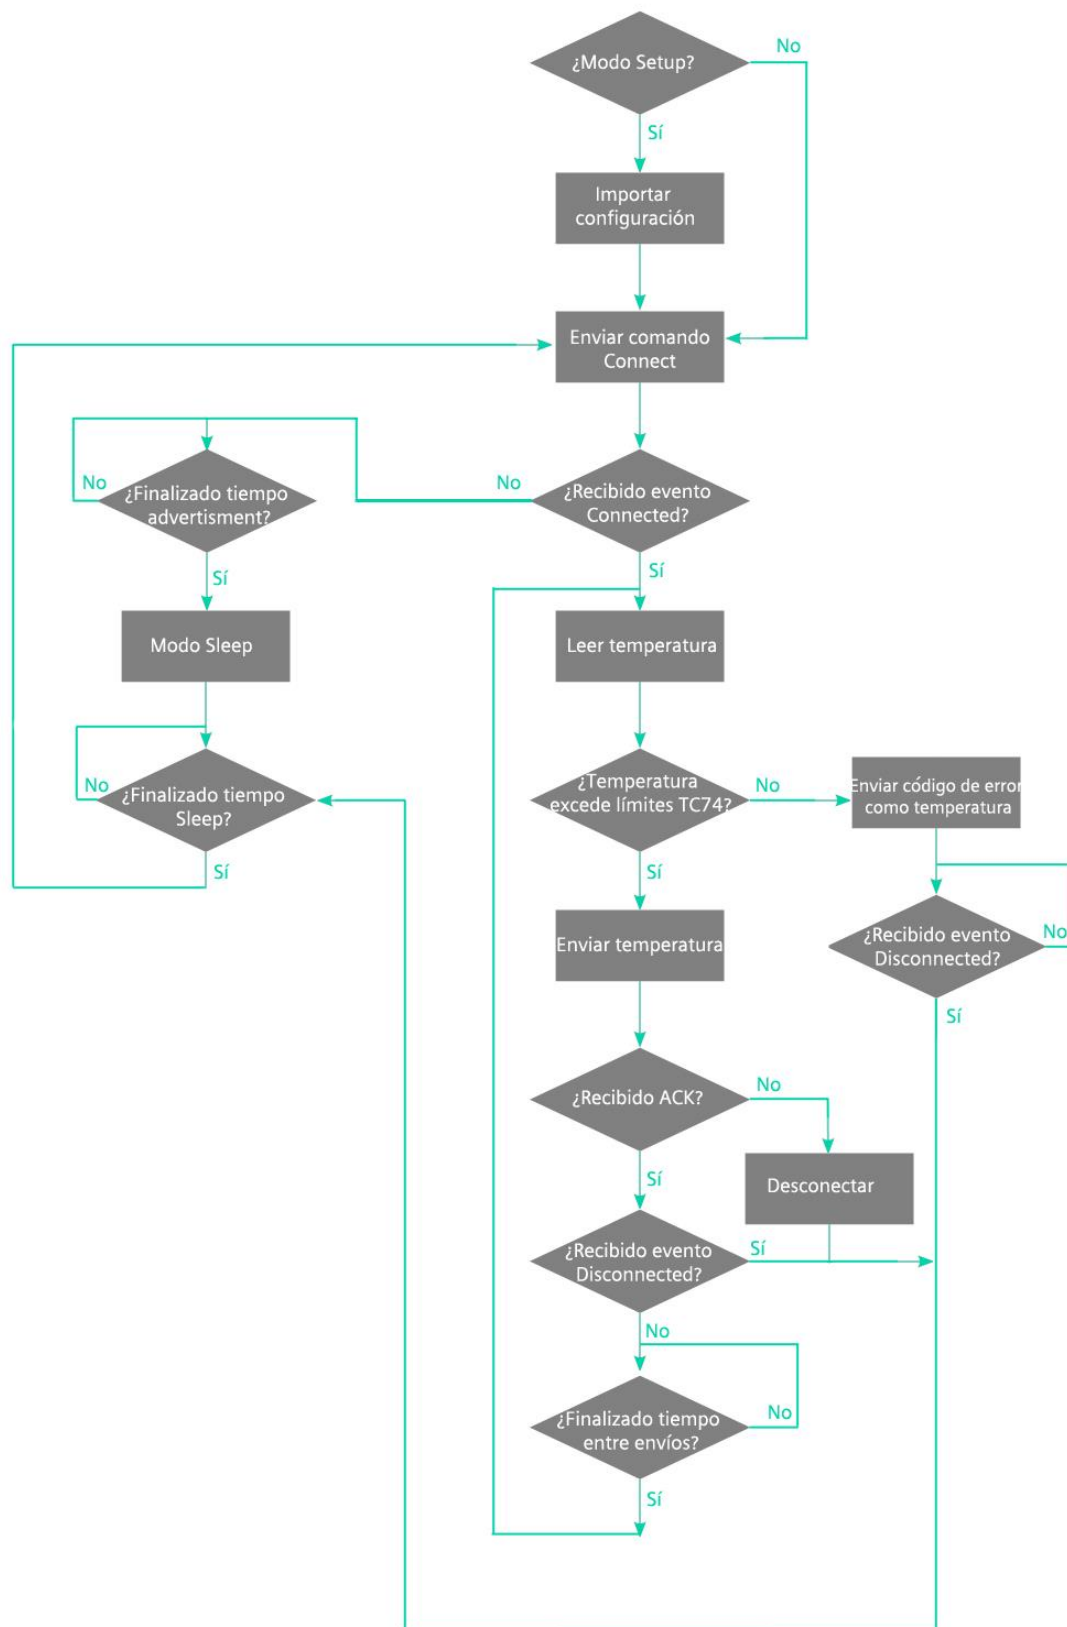 ¿Modo Setup?
No
Sí
Importar
configuración
Enviar comando
Connect
¿Recibido evento
Connected?
No
Sí
¿Finalizado tiempo
advertisment?
No
Sí
Modo Sleep
¿Finalizado tiempo
Sleep?
No
Sí
Leer temperatura
¿Temperatura
excede límites TC74?
No
Sí
Enviar código de error
como temperatura
¿Recibido evento
Disconnected?
No
Sí
Enviar temperatura
¿Recibido ACK?
No
Sí
Desconectar
¿Recibido evento
Disconnected?
Sí
No
¿Finalizado tiempo
entre envíos?
No
Sí